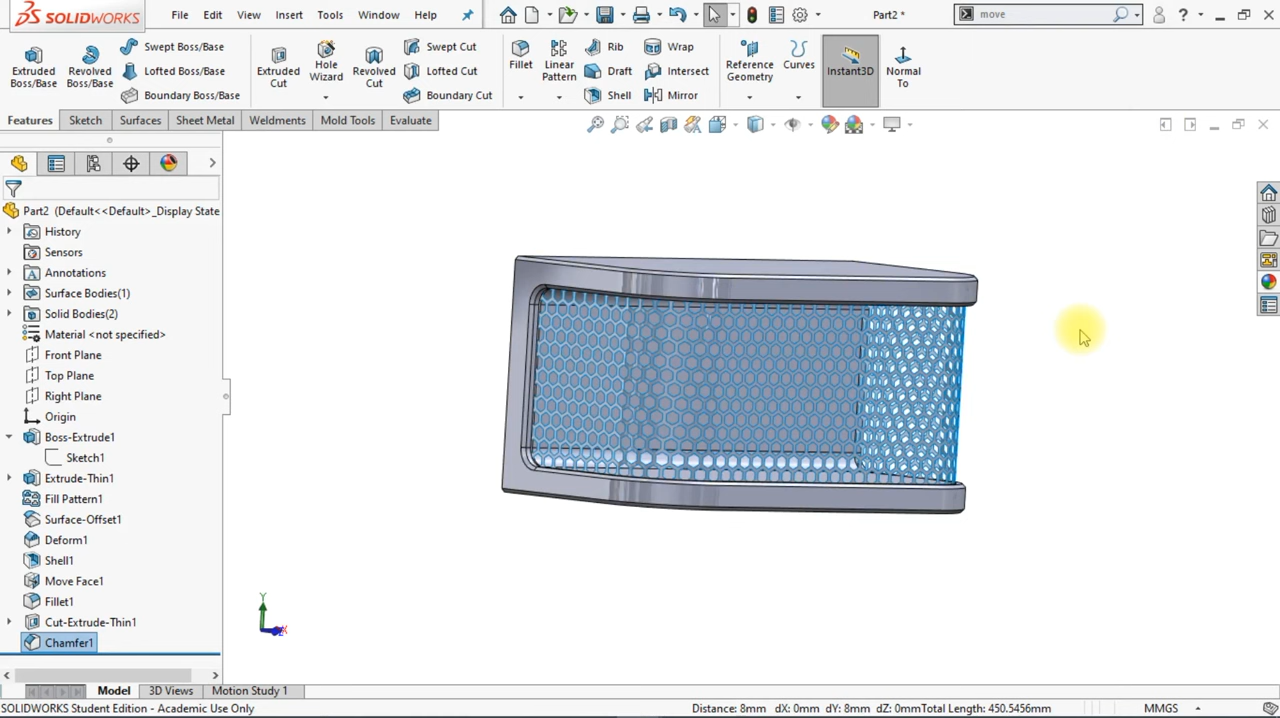 SOLIDWORKS File Edit View Insert Tools Window Help Part2 * move
Extruded Boss/Base Revolved Boss/Base Swept Boss/Base Lofted Boss/Base Boundary Boss/Base Extruded Cut Hole Wizard Revolved Cut Swept Cut Lofted Cut Boundary Cut Fillet Linear Pattern Rib Draft Shell Wrap Intersect Mirror Reference Geometry Curves Instant3D Normal To
Features Sketch Surfaces Sheet Metal Weldments Mold Tools Evaluate
Part2 (Default<<Default>_Display State
History
Sensors
Annotations
Surface Bodies(1)
Solid Bodies(2)
Material <not specified>
Front Plane
Top Plane
Right Plane
Origin
Boss-Extrude1
Sketch1
Extrude-Thin1
Fill Pattern1
Surface-Offset1
Deform1
Shell1
Move Face1
Fillet1
Cut-Extrude-Thin1
Chamfer1
Y
X
Model 3D Views Motion Study 1
SOLIDWORKS Student Edition - Academic Use Only Distance: 8mm dX: 0mm dY: 8mm dZ: 0mmTotal Length: 450.5456mm MMGS